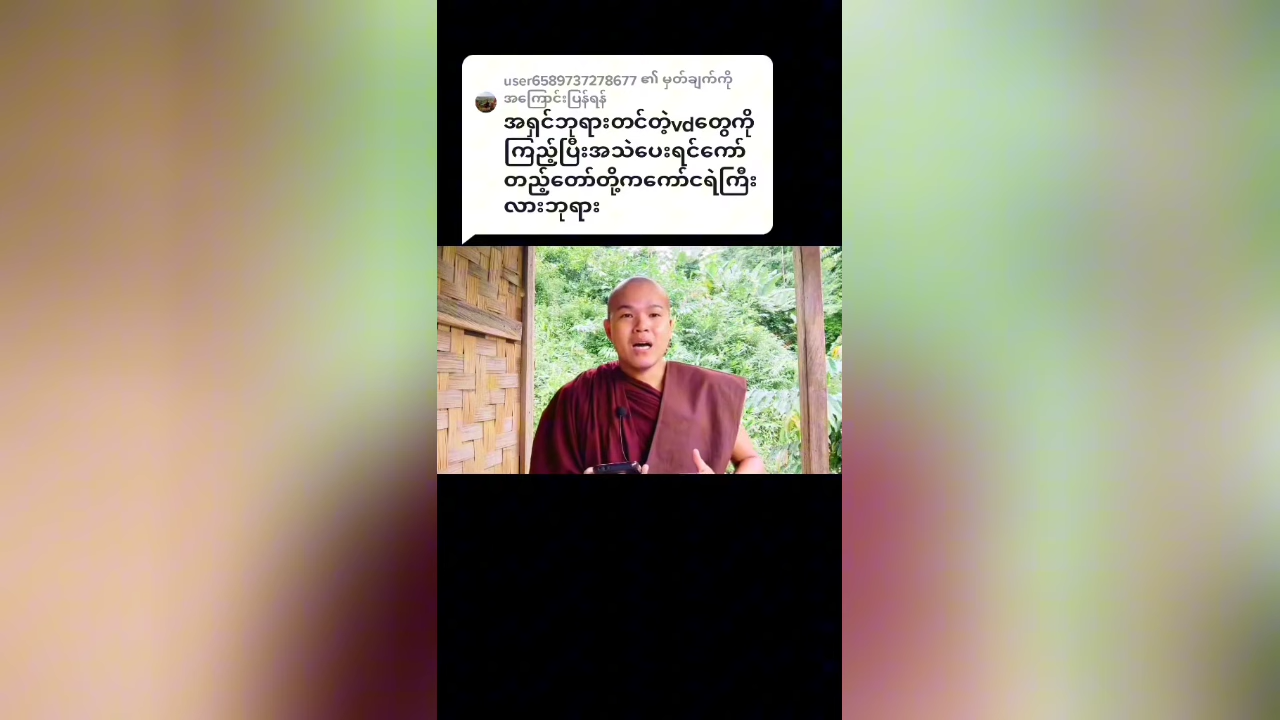 user6589737278677 ၏ မှတ်ချက်ကို
အကြောင်းပြန်ရန်
အရှင်ဘုရားတင်တဲ့vdတွေကို
ကြည့်ပြီးအသဲပေးရင်ကော်
တည့်တော်တို့ကကော်ငရဲကြီး
လားဘုရား